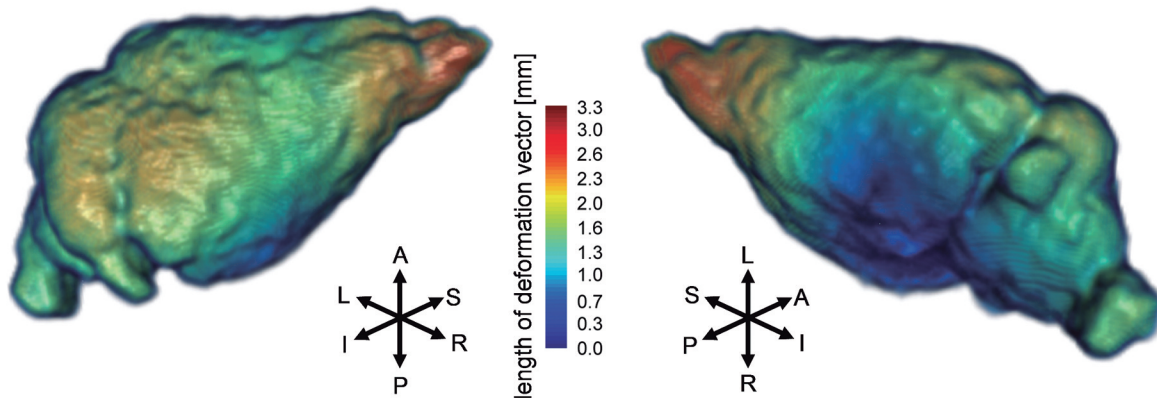 A
L
S
I
R
P
length of deformation vector [mm]
3.3
3.0
2.6
2.3
2.0
1.6
1.3
1.0
0.7
0.3
0.0
L
S
A
P
I
R